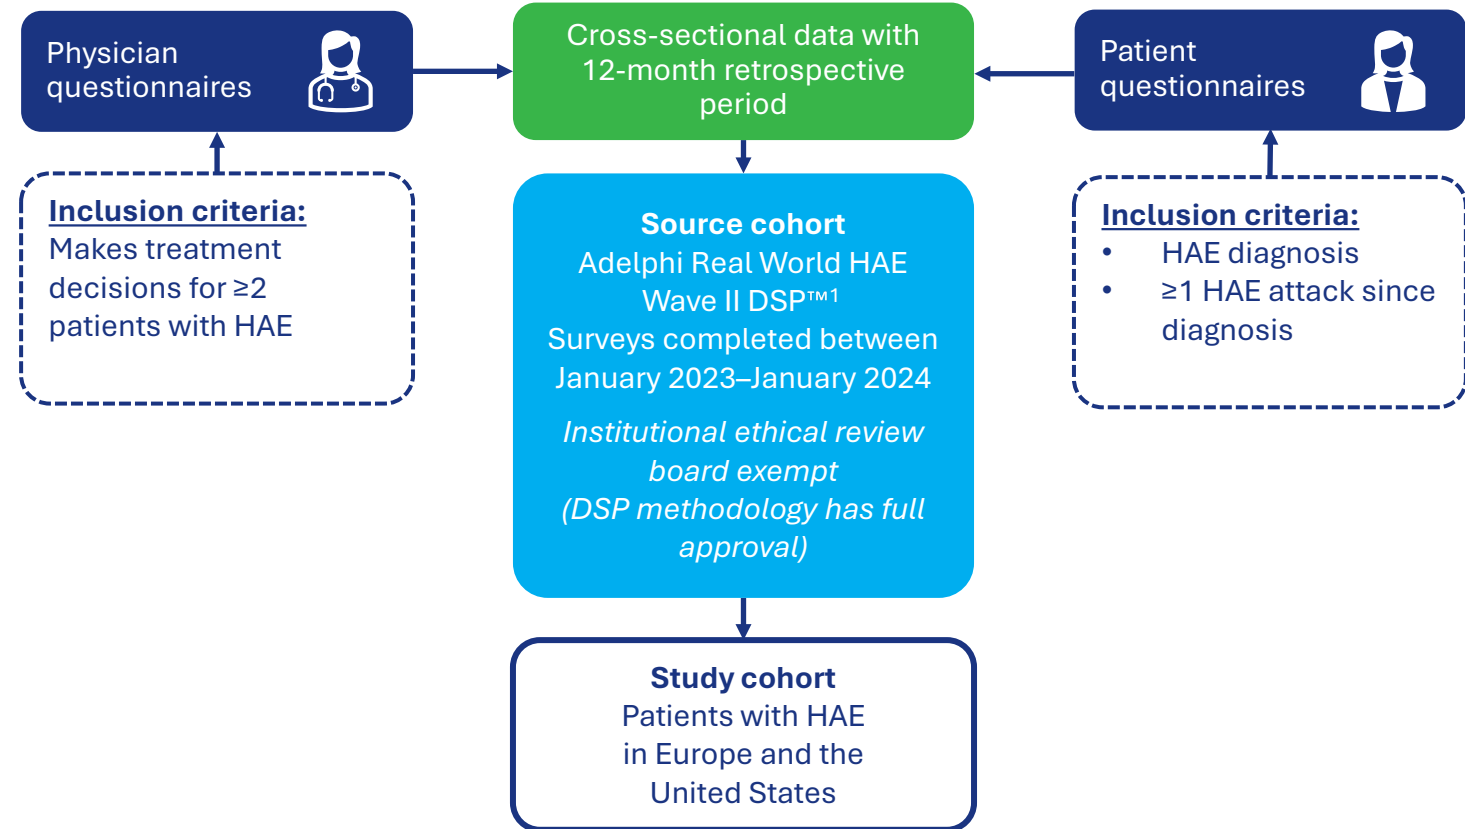 Physician
questionnaires
Cross-sectional data with
12-month retrospective
period
Patient
questionnaires
Inclusion criteria:
Makes treatment
decisions for ≥2
patients with HAE
Source cohort
Adelphi Real World HAE
Wave II DSP™¹
Surveys completed between
January 2023–January 2024
Institutional ethical review
board exempt
(DSP methodology has full
approval)
Inclusion criteria:
• HAE diagnosis
• ≥1 HAE attack since
diagnosis
Study cohort
Patients with HAE
in Europe and the
United States